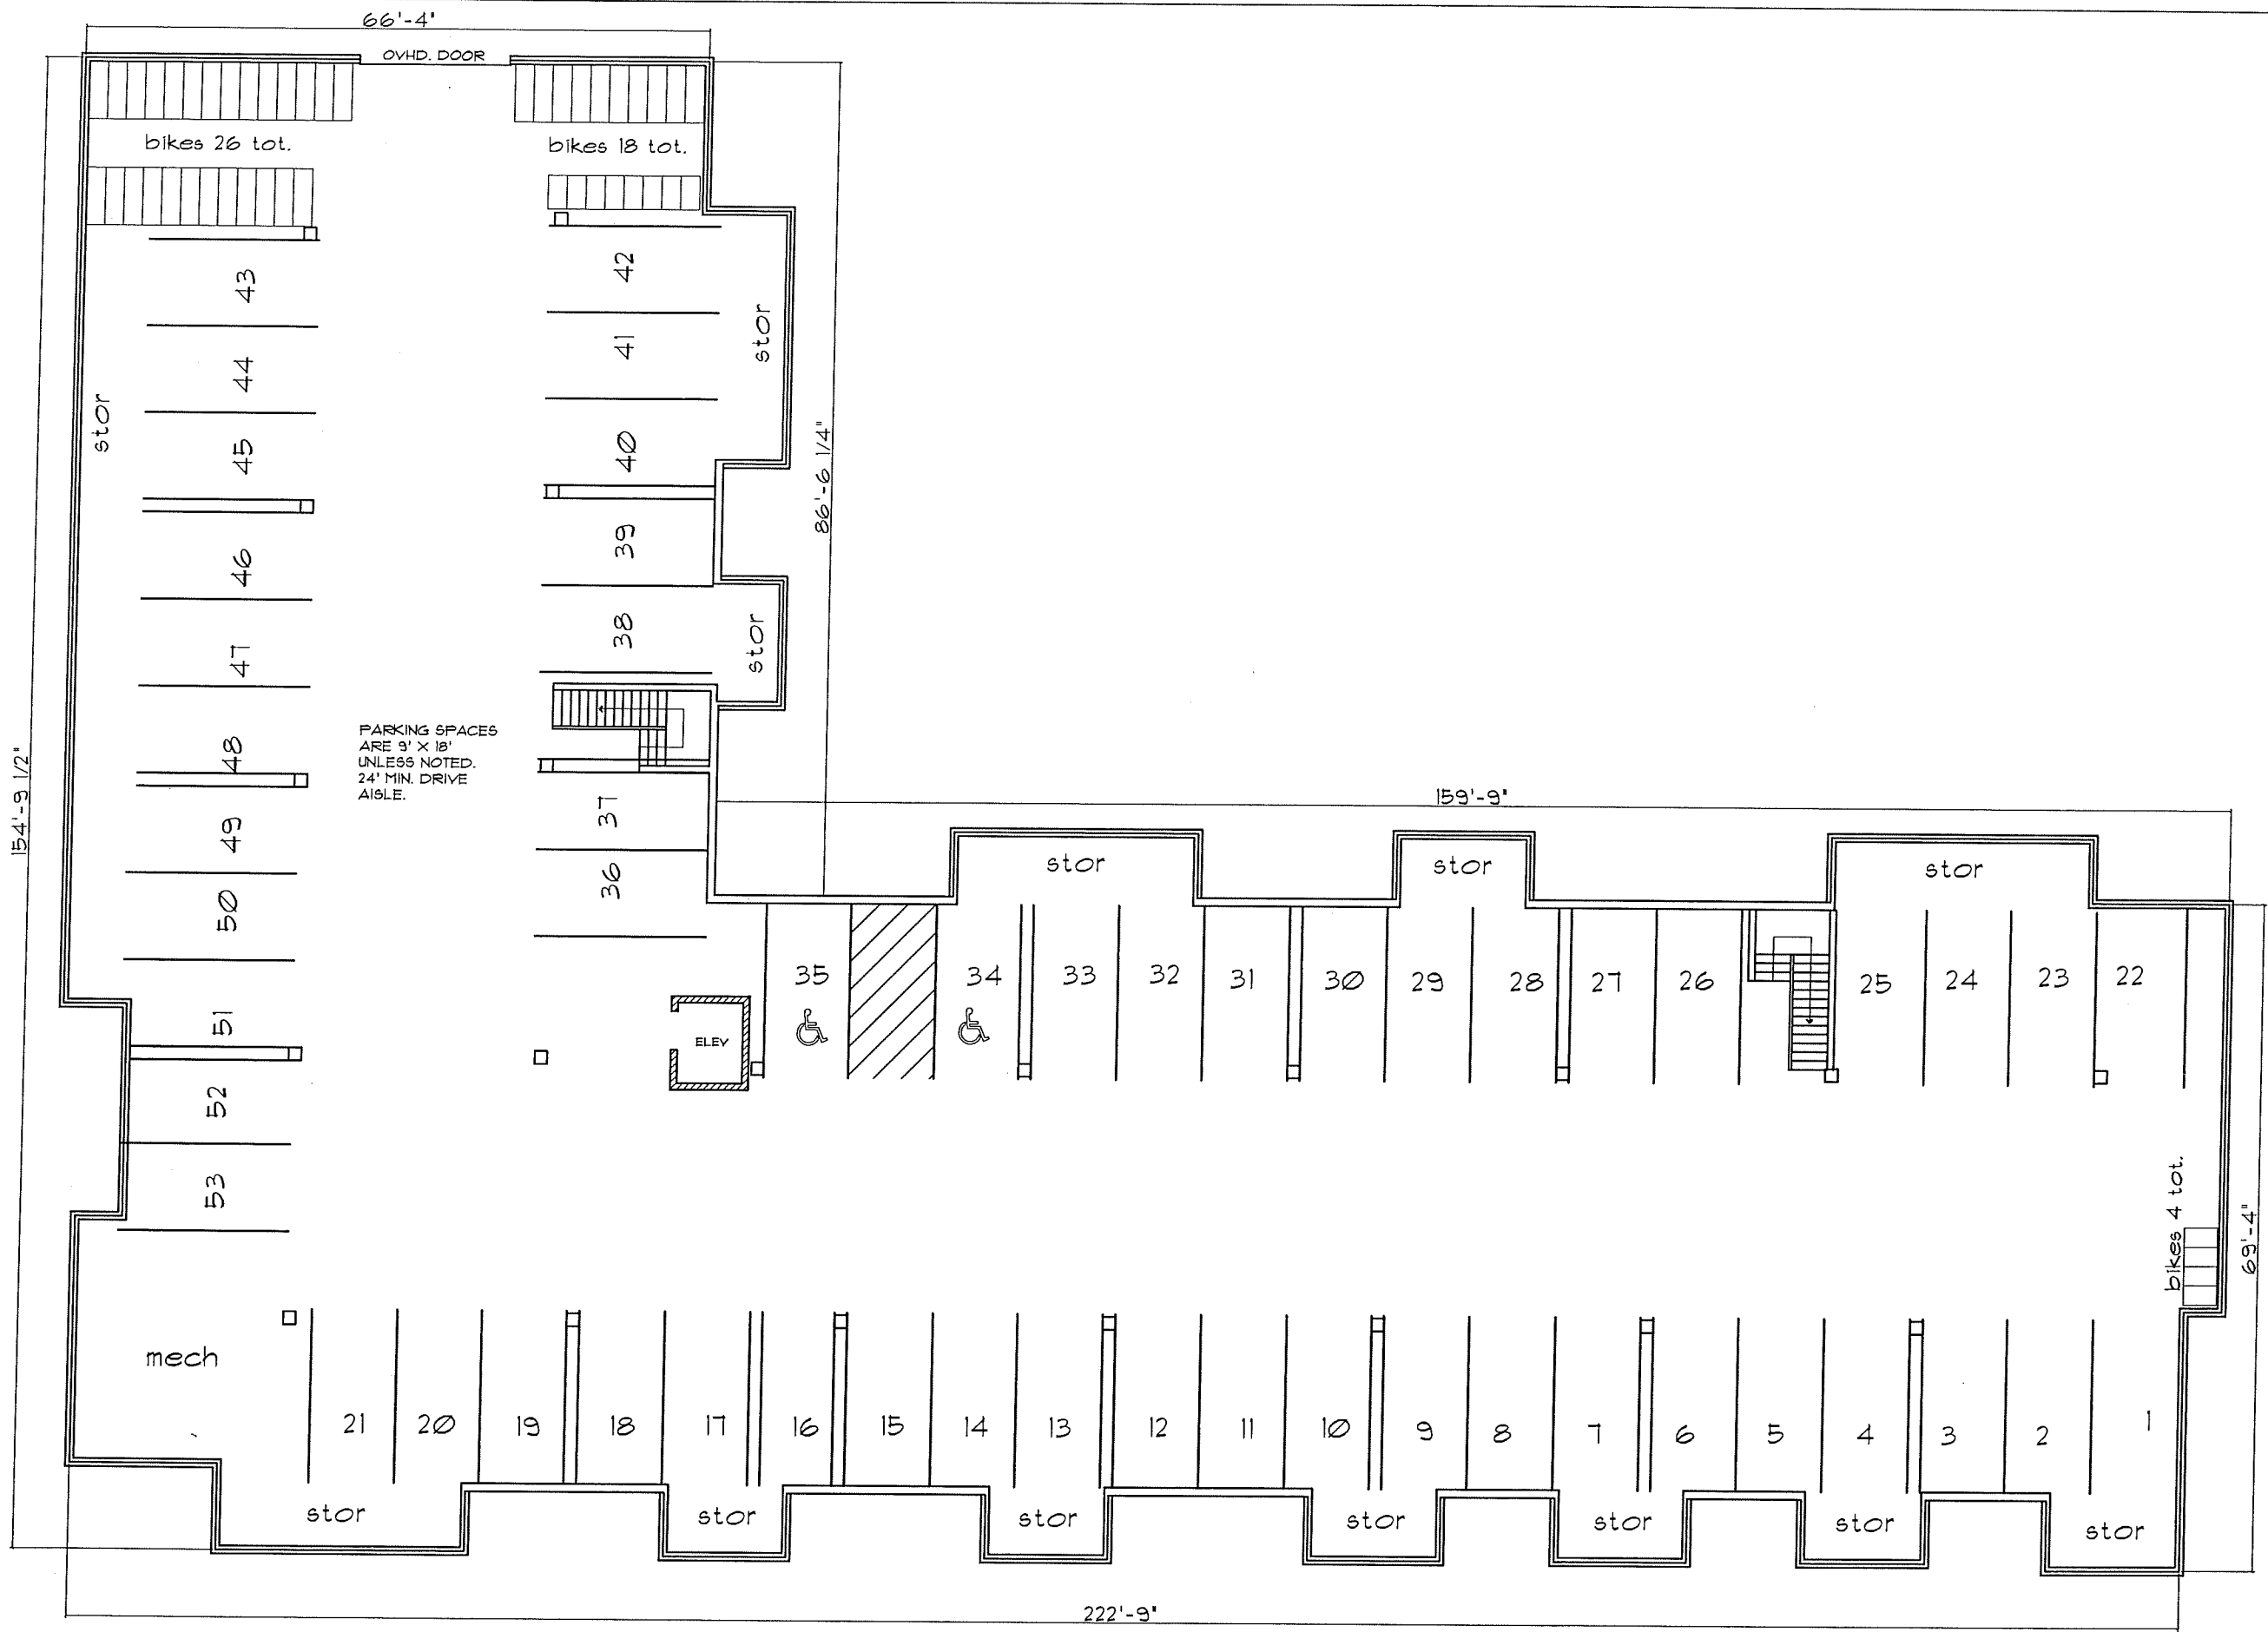 66'-4"
OVHD. DOOR
bikes 26 tot.
bikes 18 tot.
43
42
stor
44
41
stor
45
40
86'-6 1/4"
46
39
47
38
stor
48
PARKING SPACES
ARE 9' X 18'
UNLESS NOTED.
24' MIN. DRIVE
AISLE.
154'-9 1/2"
49
37
159'-9"
50
36
stor
stor
stor
35
34
33
32
31
30
29
28
27
26
25
24
23
22
51
ELEV
52
53
bikes 4 tot.
69'-4"
mech
21
20
19
18
17
16
15
14
13
12
11
10
9
8
7
6
5
4
3
2
1
stor
stor
stor
stor
stor
stor
stor
222'-9"